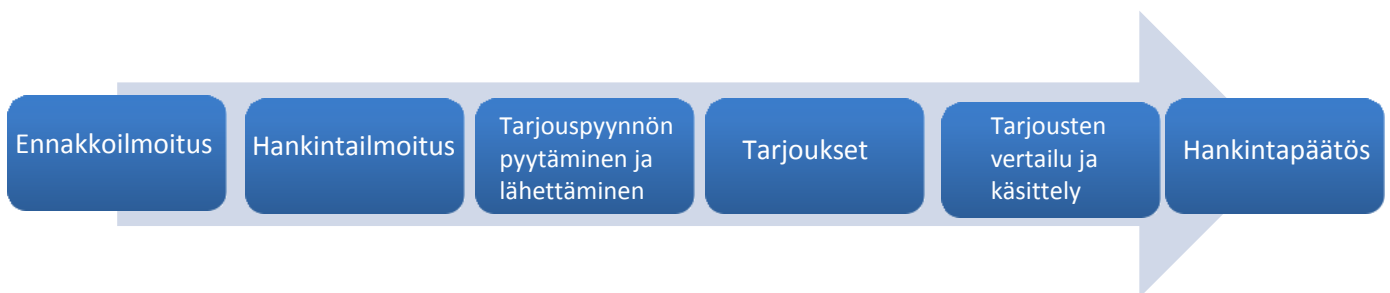 Ennakkoilmoitus
Hankintailmoitus
Tarjouspyynnön
pyytäminen ja
lähettäminen
Tarjoukset
Tarjousten
vertailu ja
käsittely
Hankintapäätös